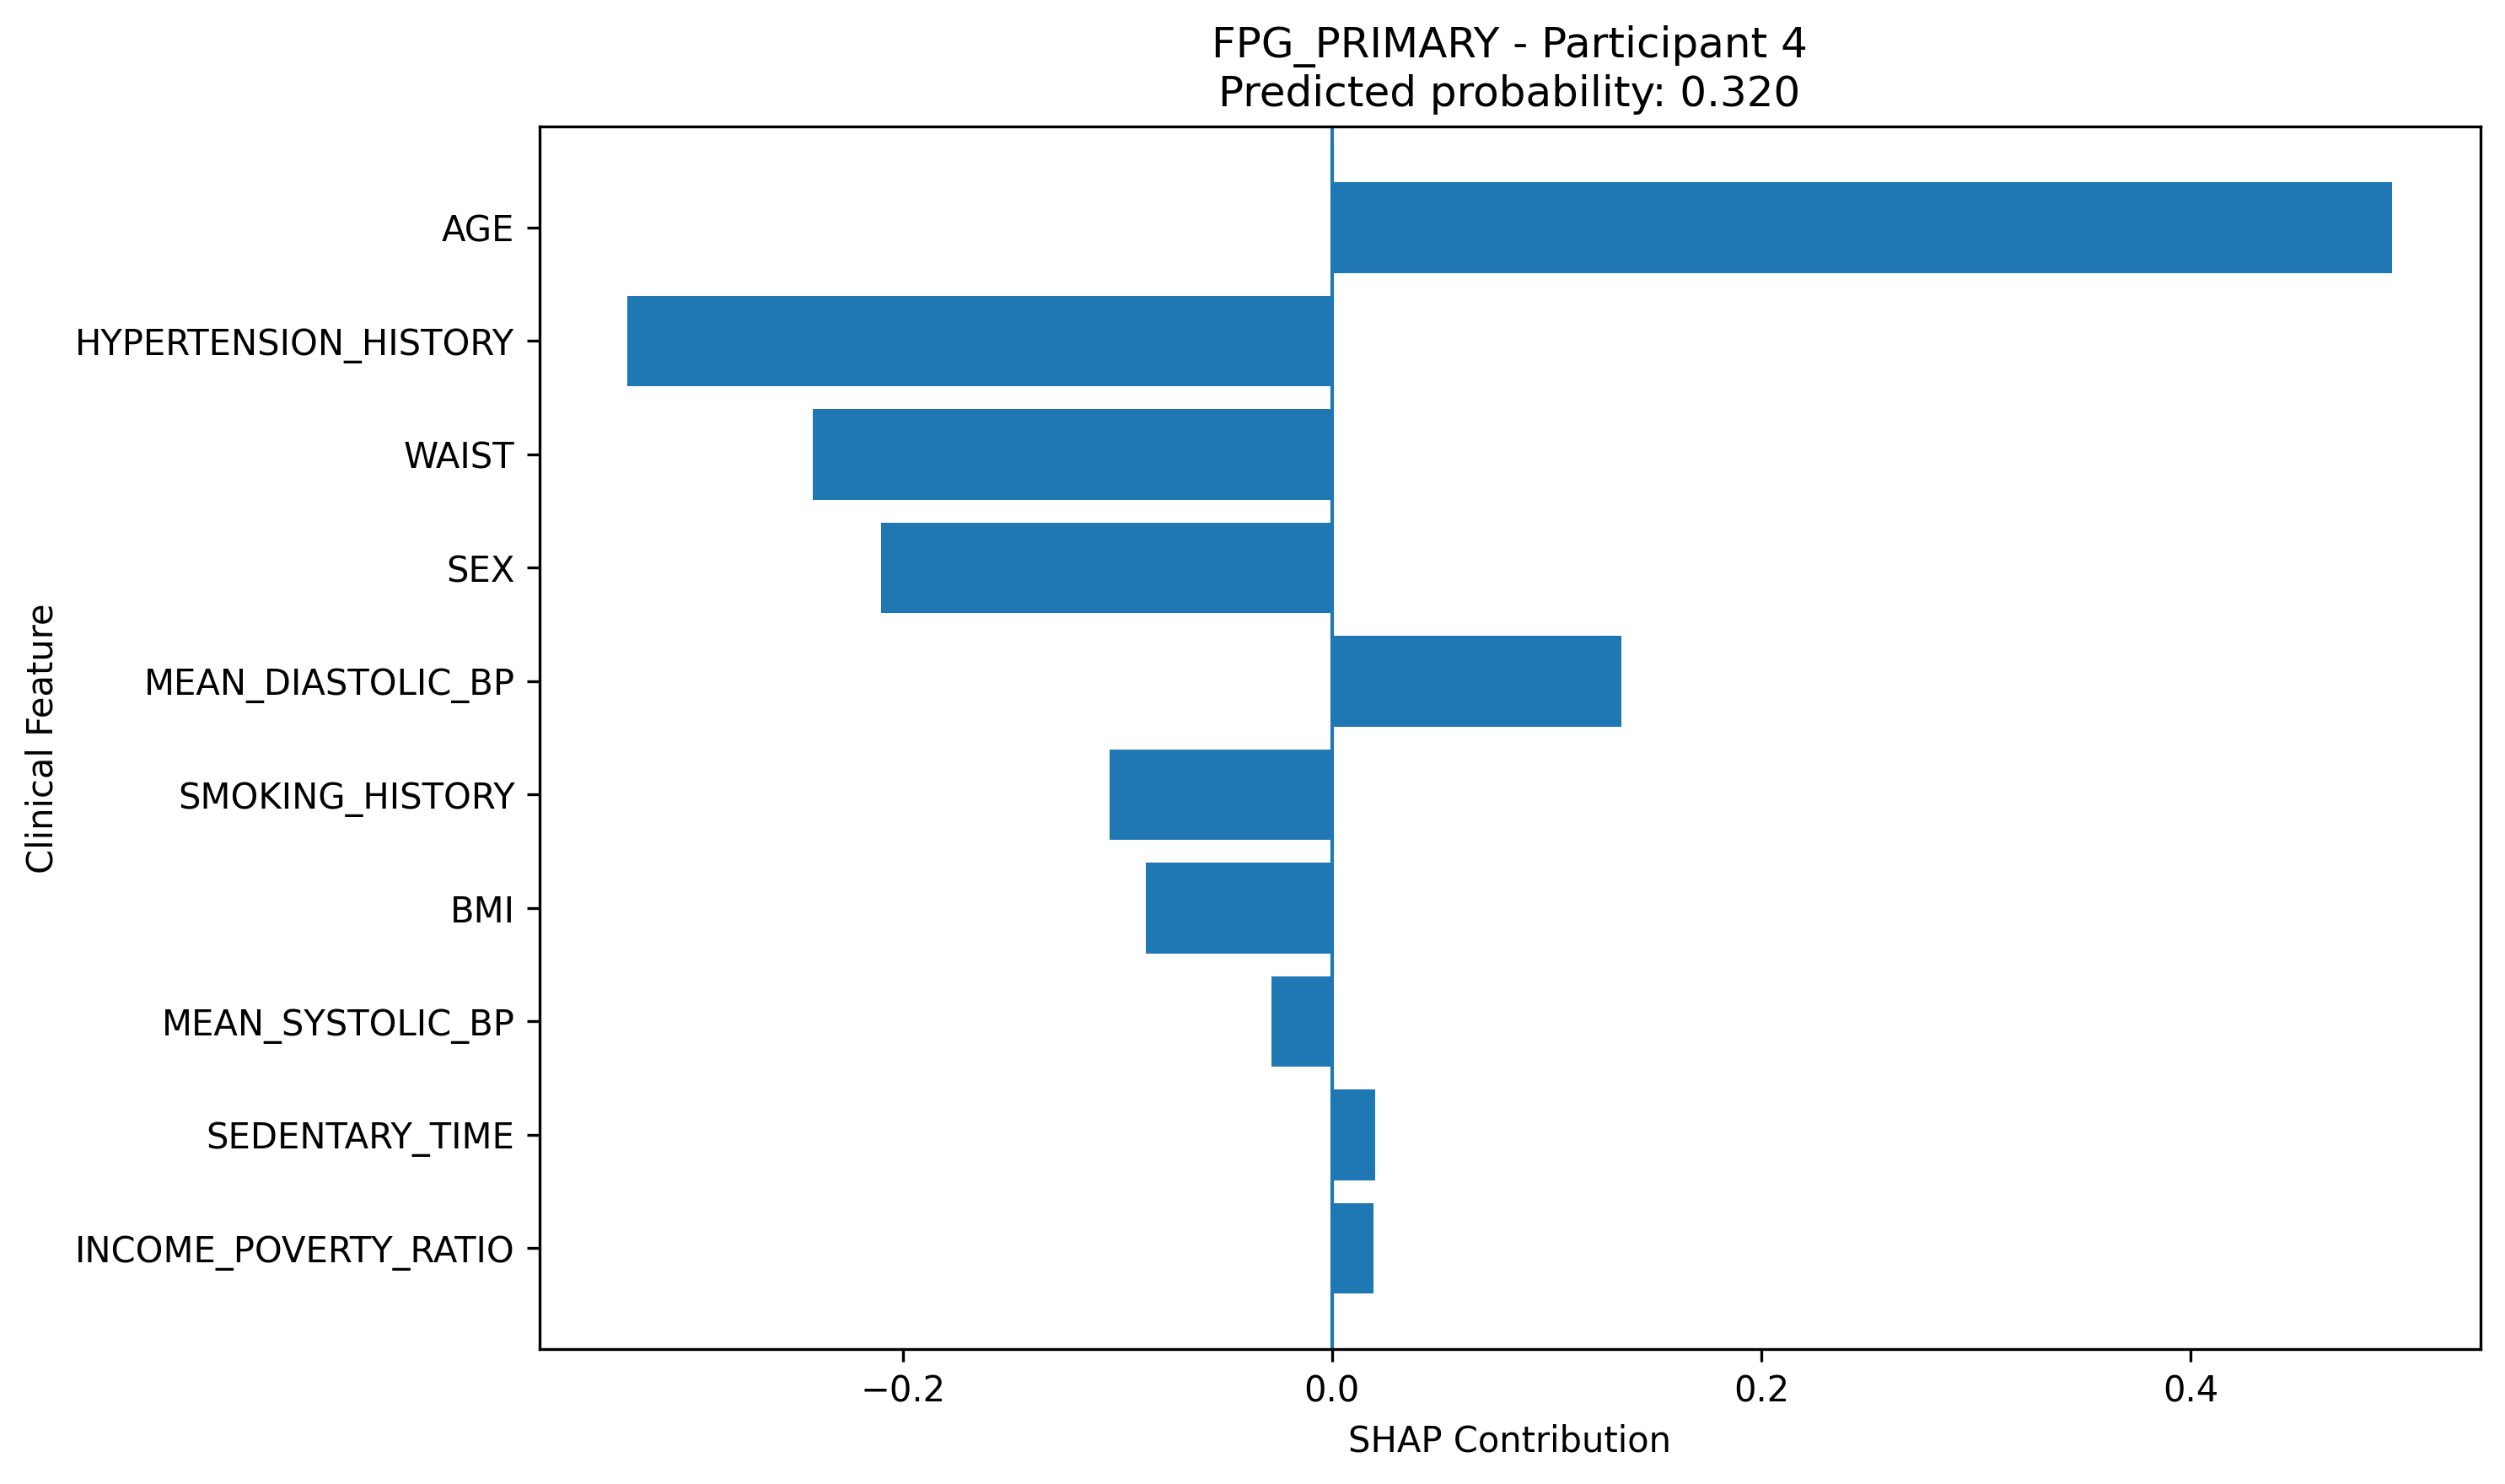 FPG_PRIMARY - Participant 4
Predicted probability: 0.320
Clinical Feature
AGE
HYPERTENSION_HISTORY
WAIST
SEX
MEAN_DIASTOLIC_BP
SMOKING_HISTORY
BMI
MEAN_SYSTOLIC_BP
SEDENTARY_TIME
INCOME_POVERTY_RATIO
−0.2 0.0 0.2 0.4
SHAP Contribution